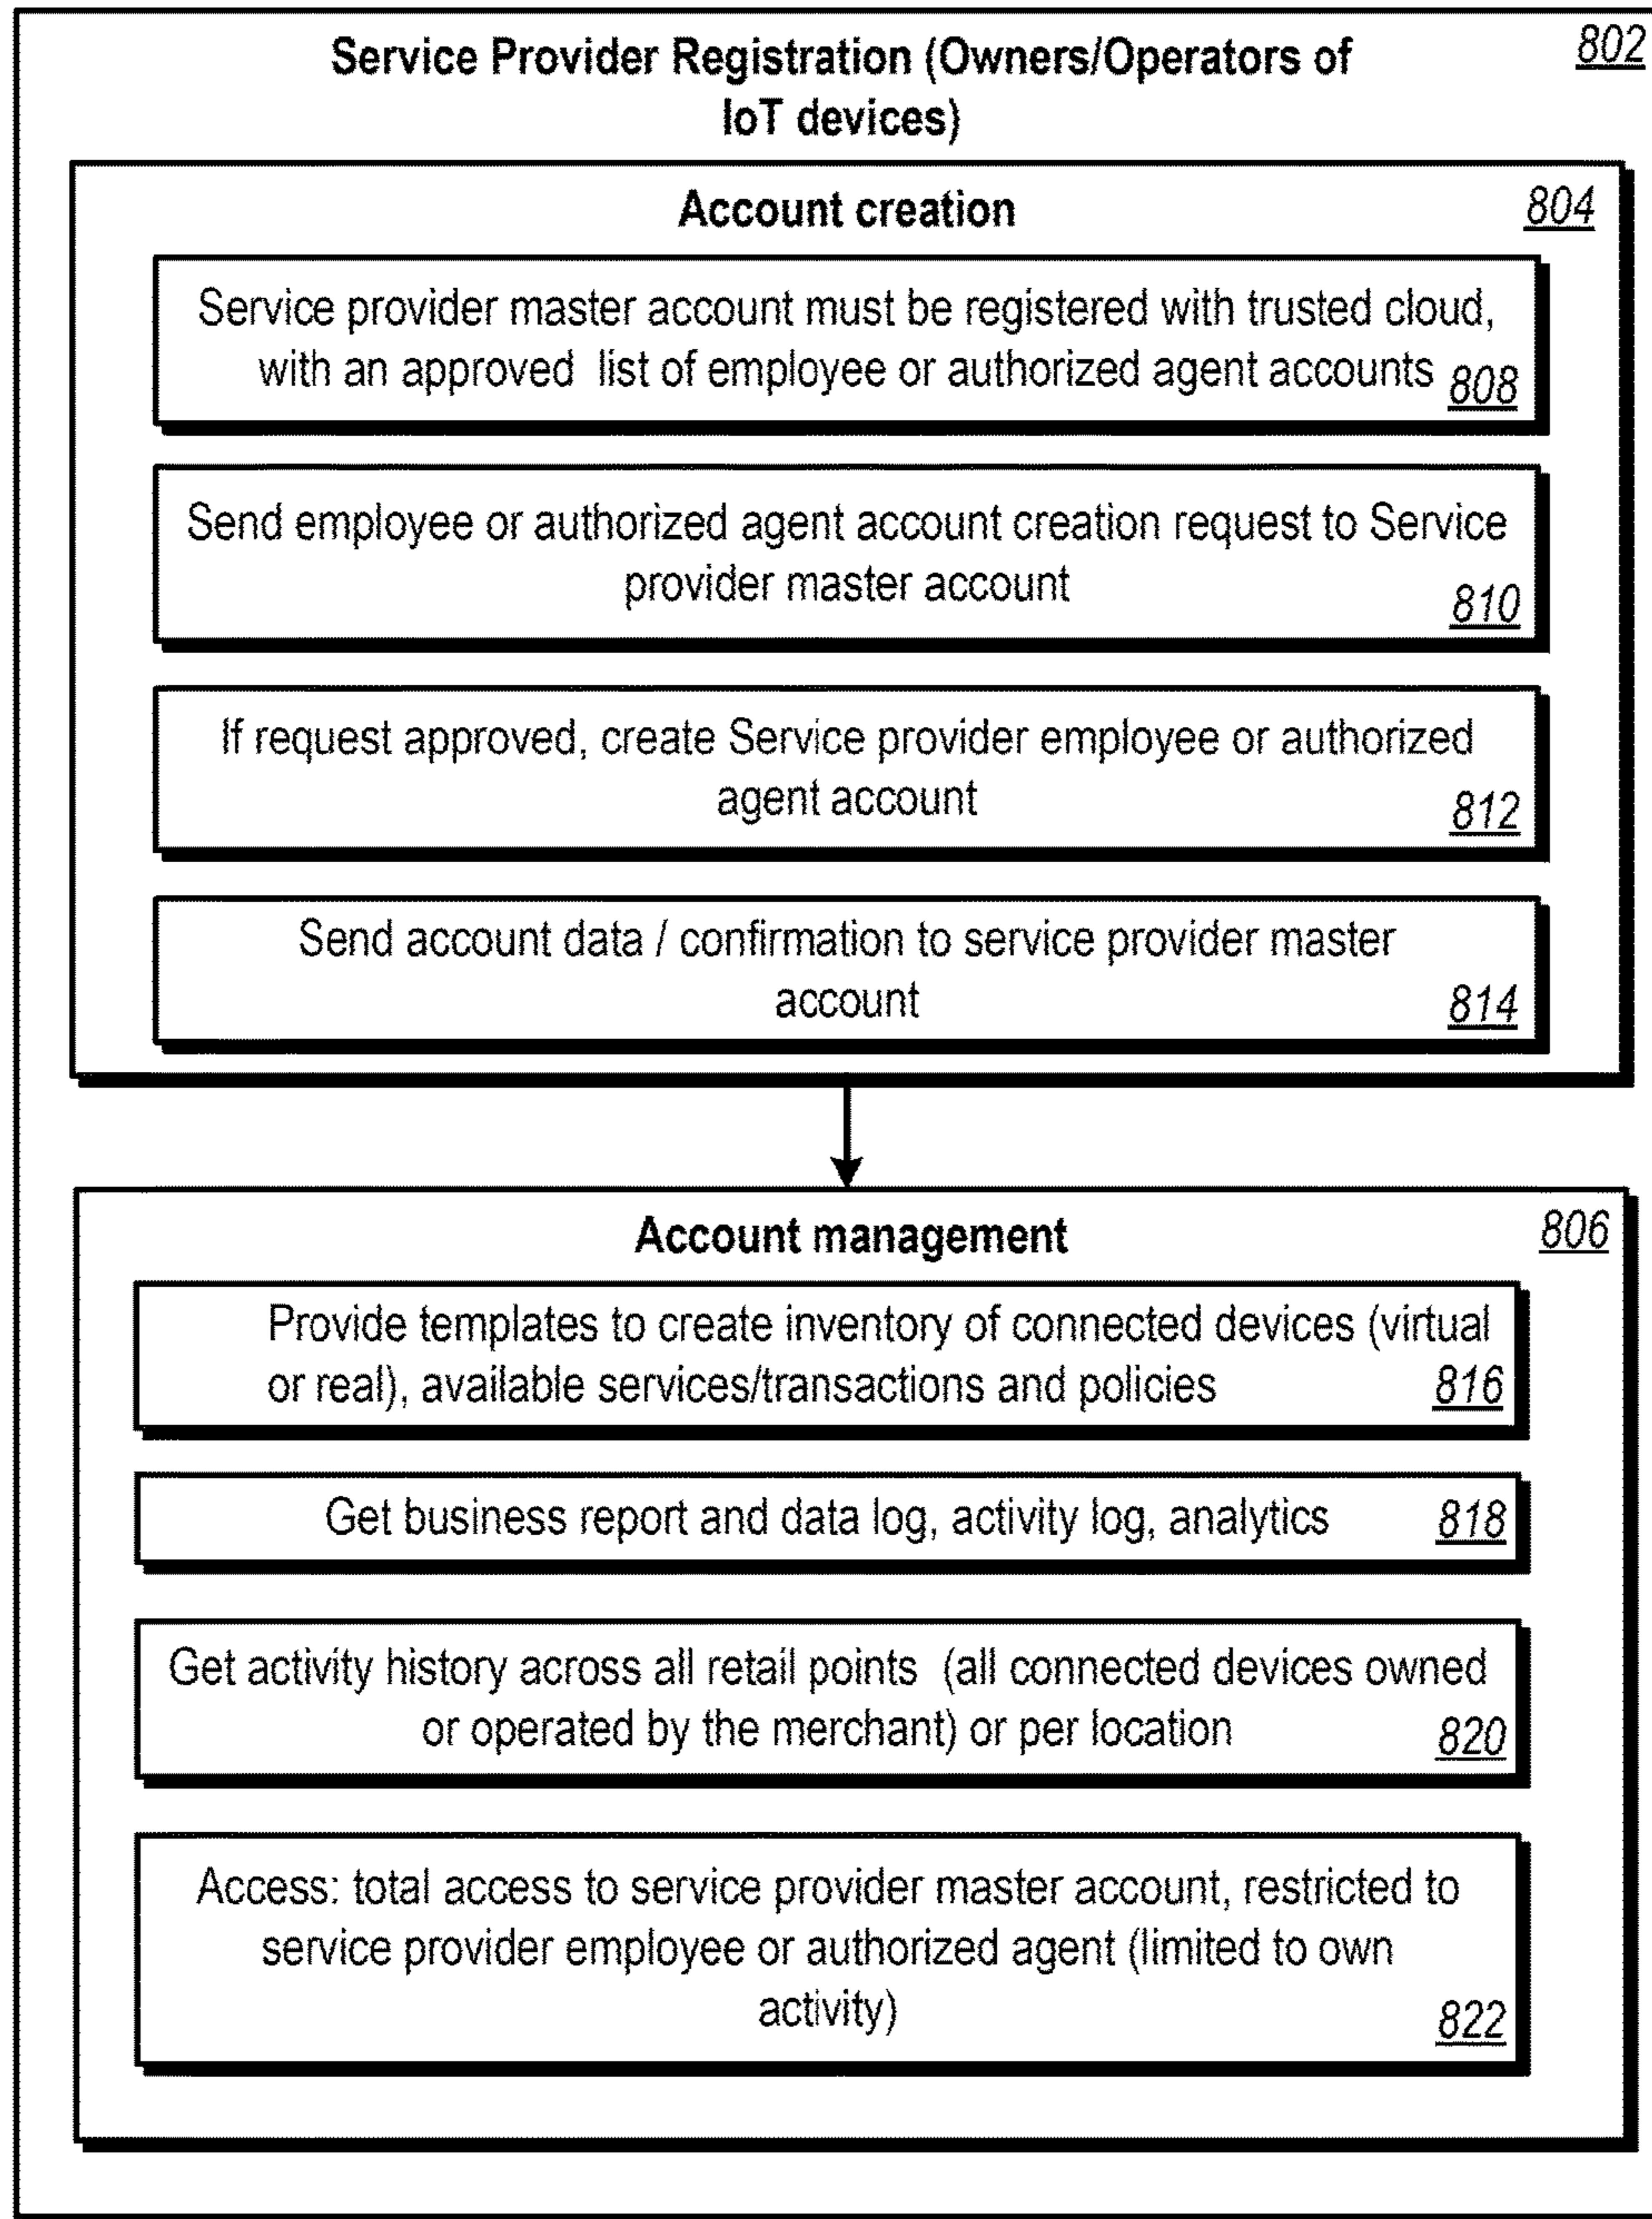 802
Service Provider Registration (Owners/Operators of
IoT devices)
Account creation
804
Service provider master account must be registered with trusted cloud,
with an approved list of employee or authorized agent accounts
808
Send employee or authorized agent account creation request to Service
provider master account
810
If request approved, create Service provider employee or authorized
agent account
812
Send account data / confirmation to service provider master
account
814
Account management
806
Provide templates to create inventory of connected devices (virtual
or real), available services/transactions and policies
816
Get business report and data log, activity log, analytics
818
Get activity history across all retail points (all connected devices owned
or operated by the merchant) or per location
820
Access: total access to service provider master account, restricted to
service provider employee or authorized agent (limited to own
activity)
822